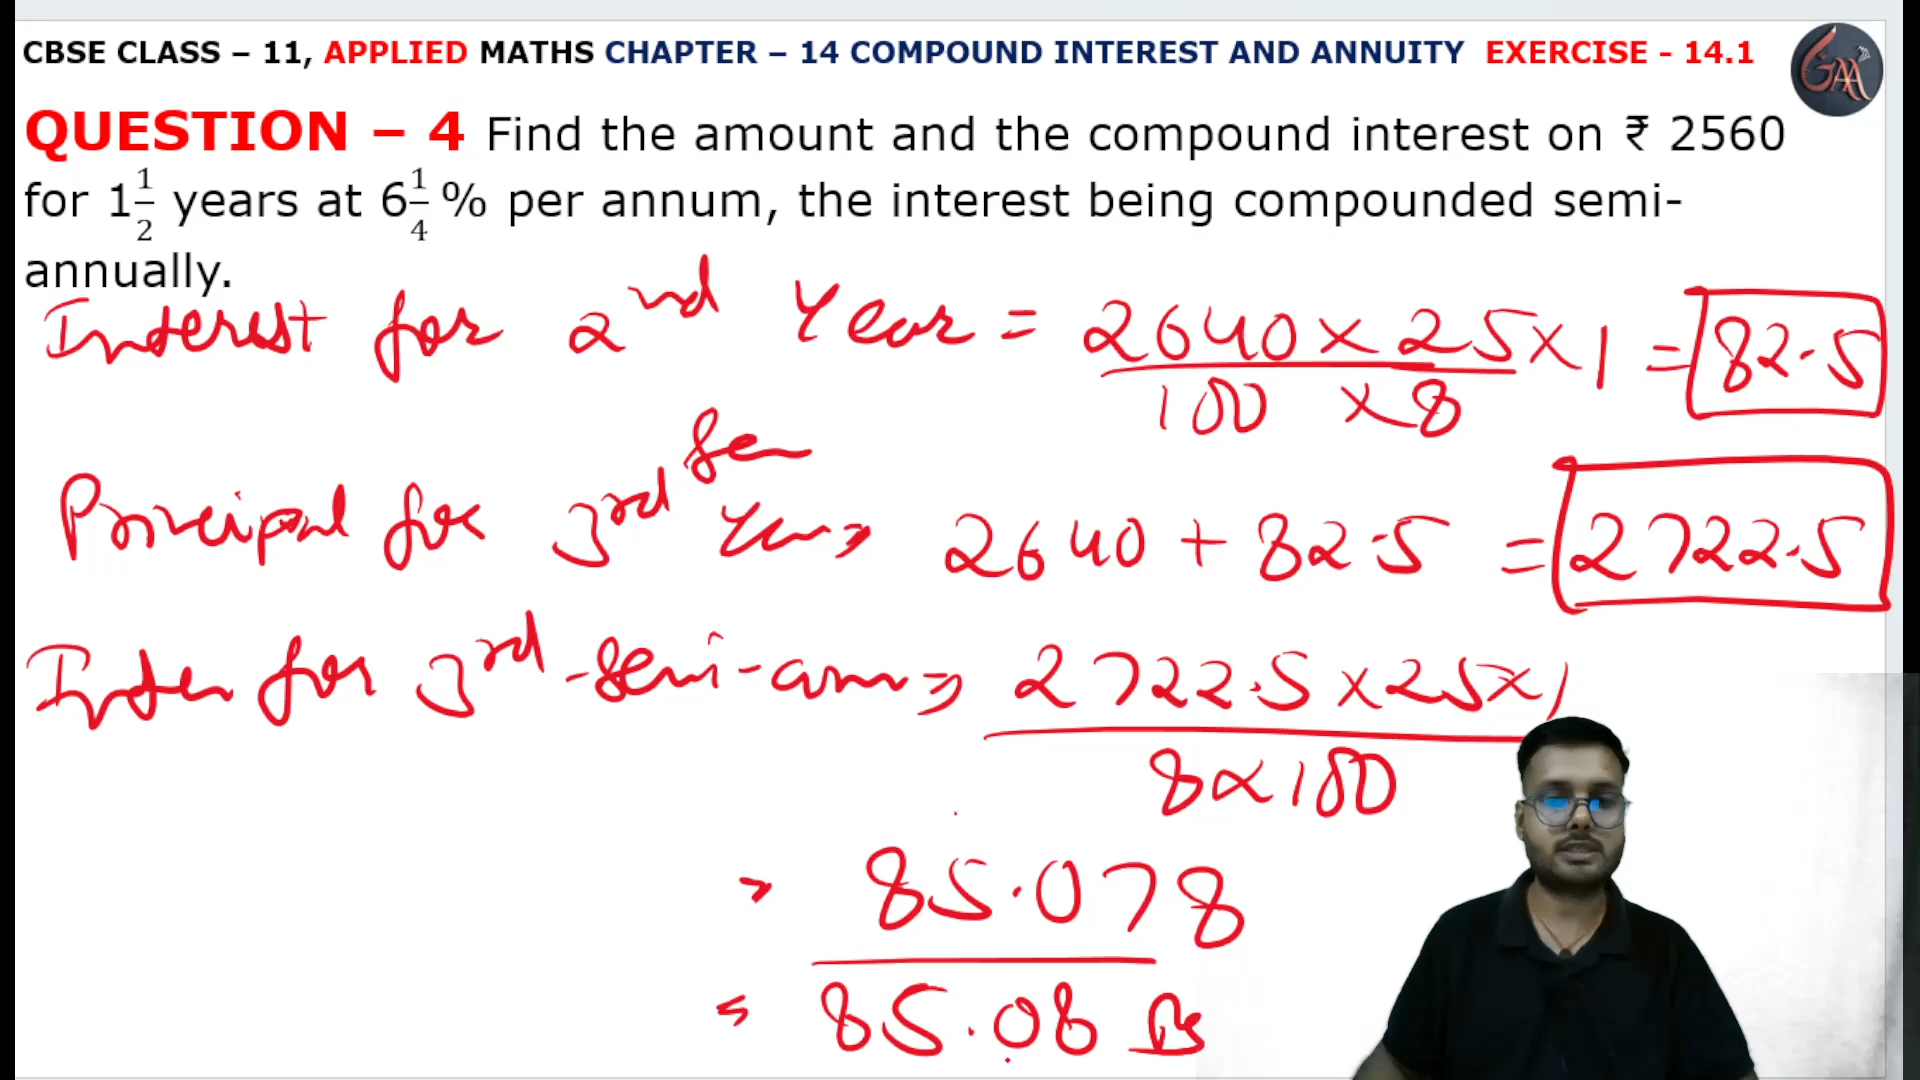 CBSE CLASS – 11, APPLIED MATHS CHAPTER – 14 COMPOUND INTEREST AND ANNUITY EXERCISE - 14.1
GAA
QUESTION – 4 Find the amount and the compound interest on ₹ 2560
for 1 1/2 years at 6 1/4 % per annum, the interest being compounded semi-
annually.
Interest for 2nd Year = 2640 × 25 × 1 / 100 × 8 = 82.5
Principal for 3rd Sem Year = 2640 + 82.5 = 2722.5
Inter for 3rd -semi-ann = 2722.5 × 25 × 1 / 8 × 100
= 85.078
= 85.08 Rs